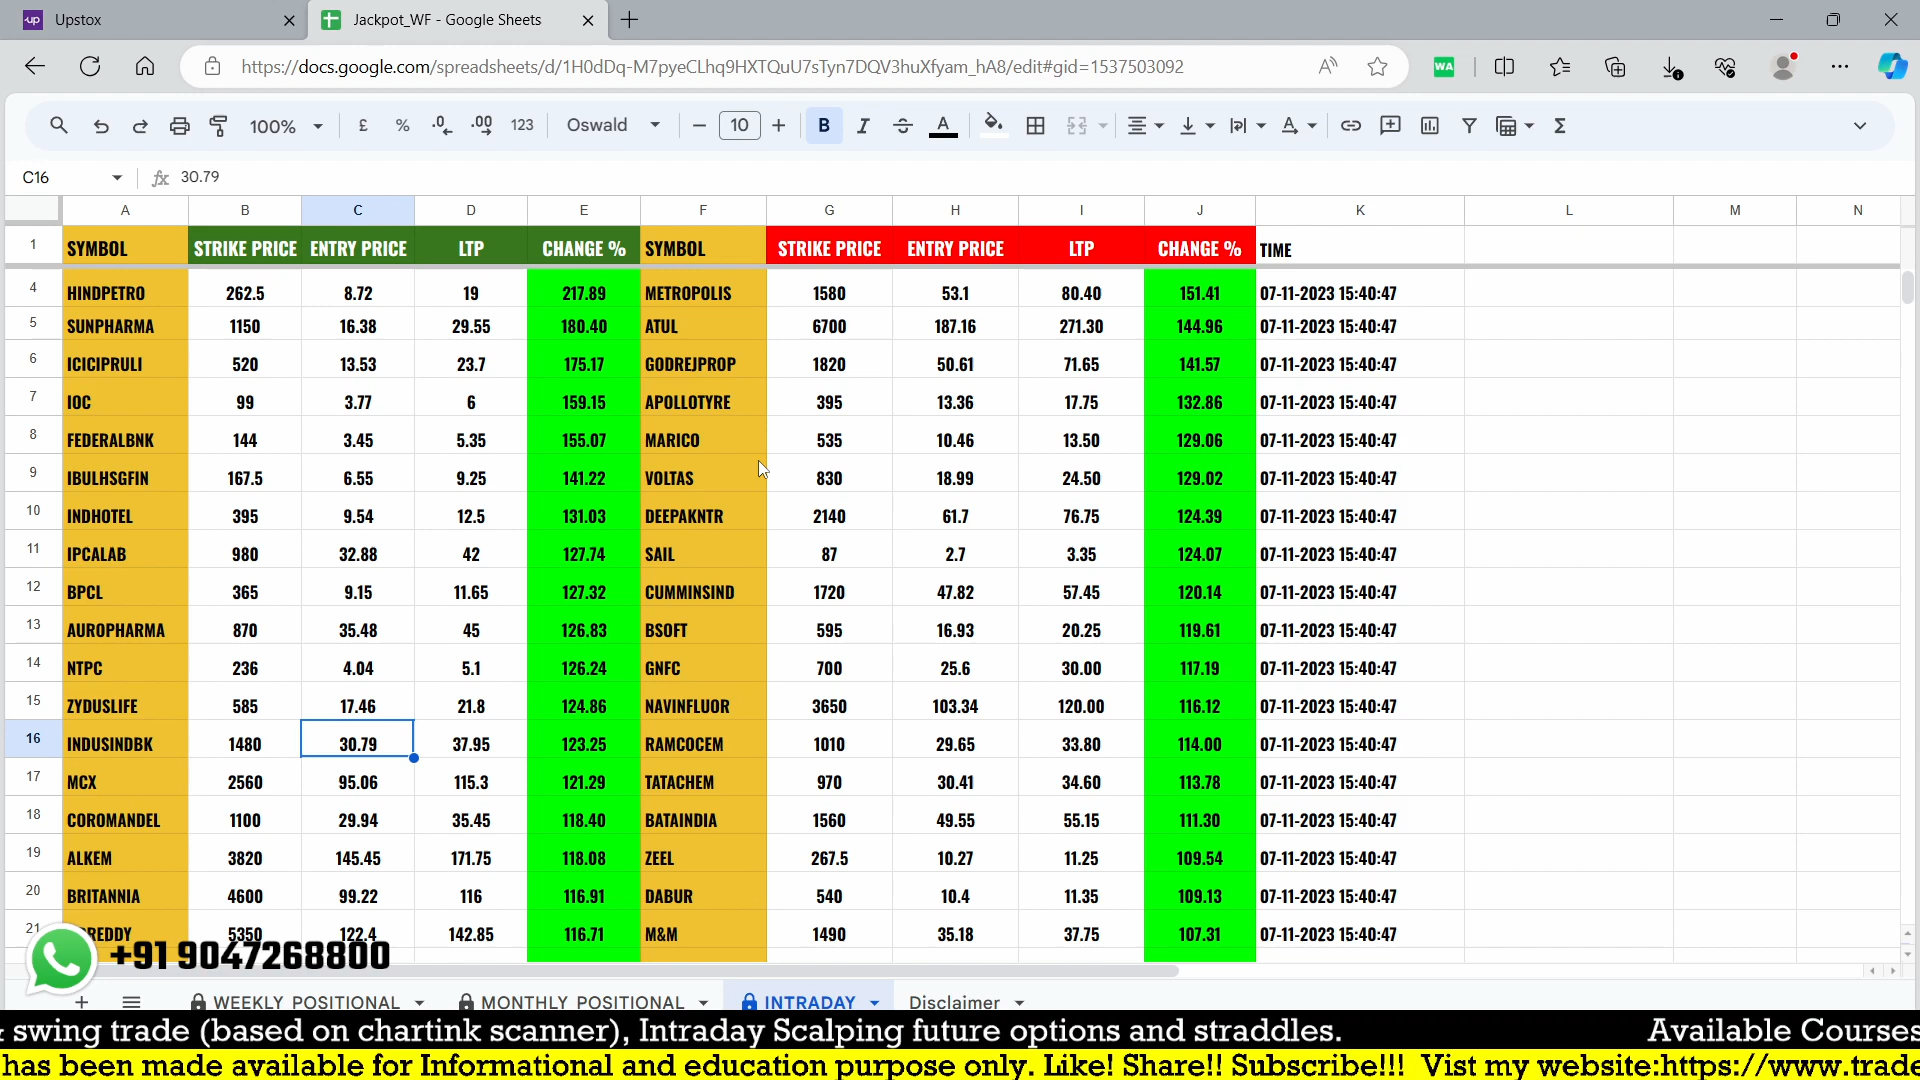 Upstox
Jackpot_WF - Google Sheets
https://docs.google.com/spreadsheets/d/1H0dDq-M7pyeCLhq9HXTQuU7sTyn7DQV3huXfyam_hA8/edit#gid=1537503092
100% £ % .0 .00 123 Oswald 10 B I A
C16 fx 30.79
A B C D E F G H I J K L M N
1 SYMBOL STRIKE PRICE ENTRY PRICE LTP CHANGE % SYMBOL STRIKE PRICE ENTRY PRICE LTP CHANGE % TIME
4 HINDPETRO 262.5 8.72 19 217.89 METROPOLIS 1580 53.1 80.40 151.41 07-11-2023 15:40:47
5 SUNPHARMA 1150 16.38 29.55 180.40 ATUL 6700 187.16 271.30 144.96 07-11-2023 15:40:47
6 ICICIPRULI 520 13.53 23.7 175.17 GODREJPROP 1820 50.61 71.65 141.57 07-11-2023 15:40:47
7 IOC 99 3.77 6 159.15 APOLLOTYRE 395 13.36 17.75 132.86 07-11-2023 15:40:47
8 FEDERALBNK 144 3.45 5.35 155.07 MARICO 535 10.46 13.50 129.06 07-11-2023 15:40:47
9 IBULHSGFIN 167.5 6.55 9.25 141.22 VOLTAS 830 18.99 24.50 129.02 07-11-2023 15:40:47
10 INDHOTEL 395 9.54 12.5 131.03 DEEPAKNTR 2140 61.7 76.75 124.39 07-11-2023 15:40:47
11 IPCALAB 980 32.88 42 127.74 SAIL 87 2.7 3.35 124.07 07-11-2023 15:40:47
12 BPCL 365 9.15 11.65 127.32 CUMMINSIND 1720 47.82 57.45 120.14 07-11-2023 15:40:47
13 AUROPHARMA 870 35.48 45 126.83 BSOFT 595 16.93 20.25 119.61 07-11-2023 15:40:47
14 NTPC 236 4.04 5.1 126.24 GNFC 700 25.6 30.00 117.19 07-11-2023 15:40:47
15 ZYDUSLIFE 585 17.46 21.8 124.86 NAVINFLUOR 3650 103.34 120.00 116.12 07-11-2023 15:40:47
16 INDUSINDBK 1480 30.79 37.95 123.25 RAMCOCEM 1010 29.65 33.80 114.00 07-11-2023 15:40:47
17 MCX 2560 95.06 115.3 121.29 TATACHEM 970 30.41 34.60 113.78 07-11-2023 15:40:47
18 COROMANDEL 1100 29.94 35.45 118.40 BATAINDIA 1560 49.55 55.15 111.30 07-11-2023 15:40:47
19 ALKEM 3820 145.45 171.75 118.08 ZEEL 267.5 10.27 11.25 109.54 07-11-2023 15:40:47
20 BRITANNIA 4600 99.22 116 116.91 DABUR 540 10.4 11.35 109.13 07-11-2023 15:40:47
21 REDDY 5350 122.4 142.85 116.71 M&M 1490 35.18 37.75 107.31 07-11-2023 15:40:47
+91 9047268800
WEEKLY POSITIONAL MONTHLY POSITIONAL INTRADAY Disclaimer
swing trade (based on chartink scanner), Intraday Scalping future options and straddles. Available Courses
has been made available for Informational and education purpose only. Like! Share!! Subscribe!!! Vist my website:https://www.trade